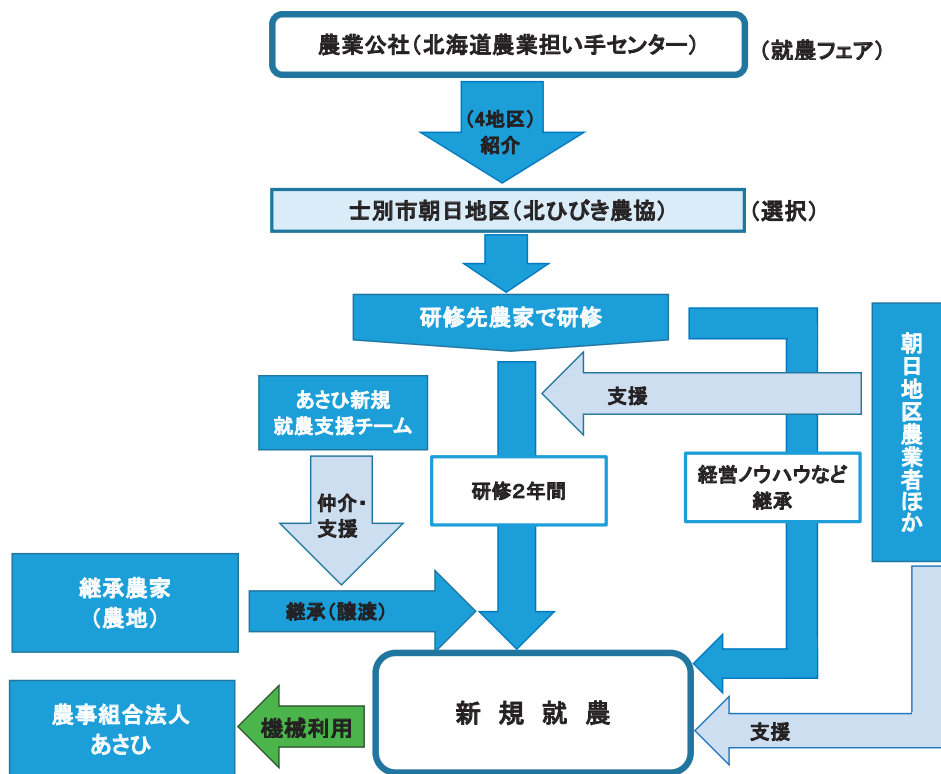 農業公社（北海道農業担い手センター）
（就農フェア）
（4地区）
紹介
士別市朝日地区（北ひびき農協）
（選択）
研修先農家で研修
朝日地区農業者ほか
支援
あさひ新規
就農支援チーム
研修２年間
経営ノウハウなど
継承
仲介・
支援
継承農家
（農地）
継承（譲渡）
農事組合法人
あさひ
機械利用
新規就農
支援